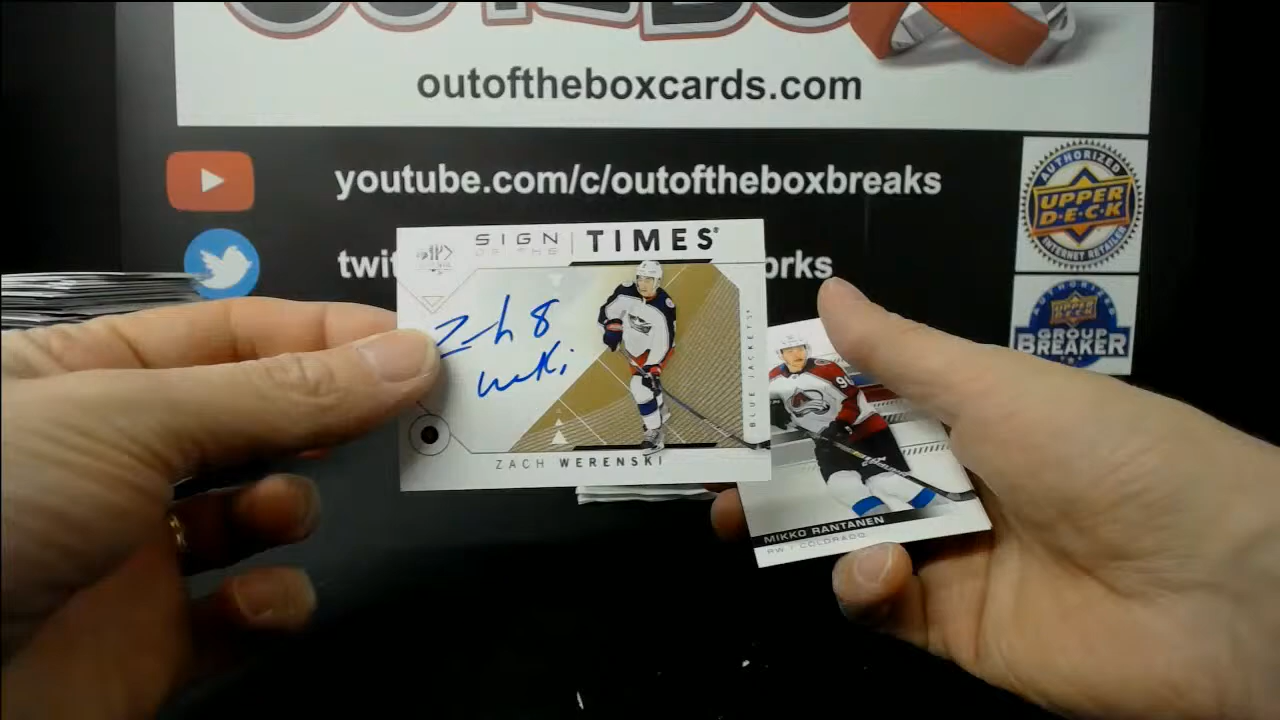 outoftheboxcards.com
youtube.com/c/outoftheboxbreaks
AUTHORIZED
UPPER
D·E·C·K
INTERNET RETAILER
SIGN
OF THE
TIMES
BLUE JACKETS
ZACH WERENSKI
MIKKO RANTANEN
RW / COLORADO
AUTHORIZED
UPPER
DECK
GROUP
BREAKER